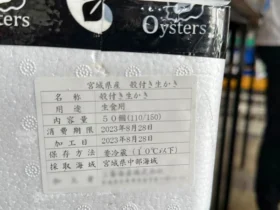 Oysters
Oysters
宮城県産 殻付き生かき
名称 殻付き生かき
用途 生食用
内容量 50個(110/150)
消費期限 2023年8月28日
加工日 2023年8月28日
保存方法 要冷蔵(10℃以下)
採取海域 宮城県中部海域